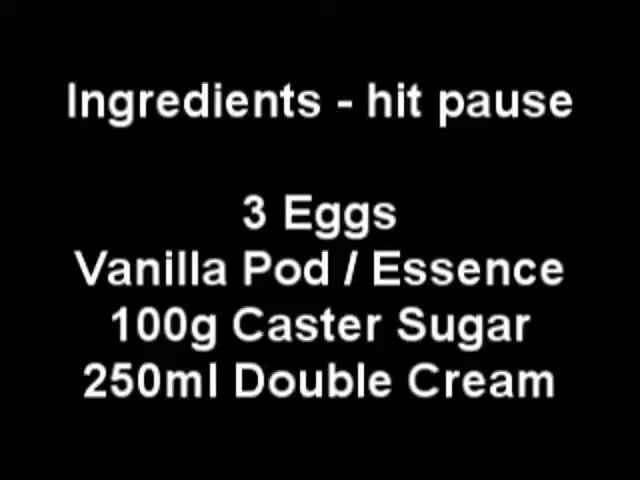 Ingredients - hit pause
3 Eggs
Vanilla Pod / Essence
100g Caster Sugar
250ml Double Cream